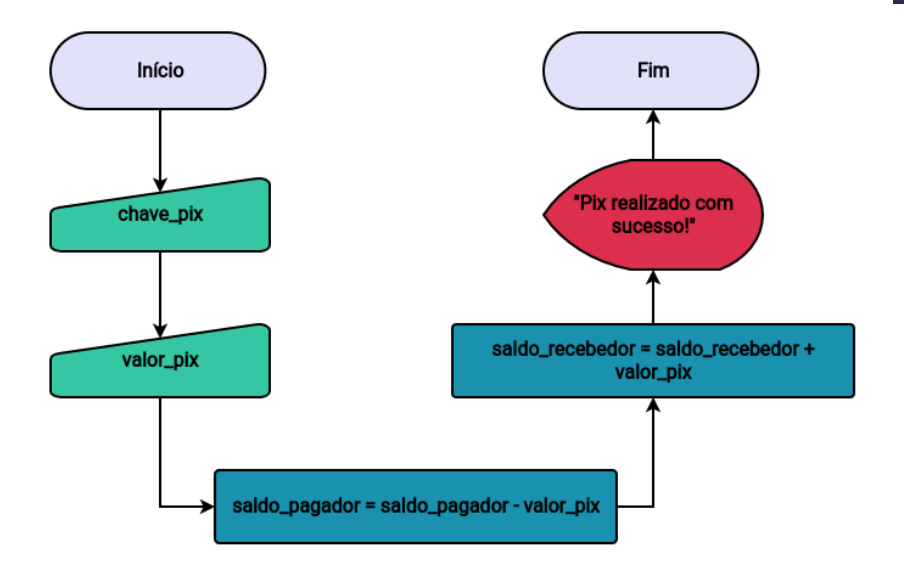 Início
chave_pix
valor_pix
saldo_pagador = saldo_pagador - valor_pix
saldo_recebedor = saldo_recebedor +
valor_pix
"Pix realizado com
sucesso!"
Fim